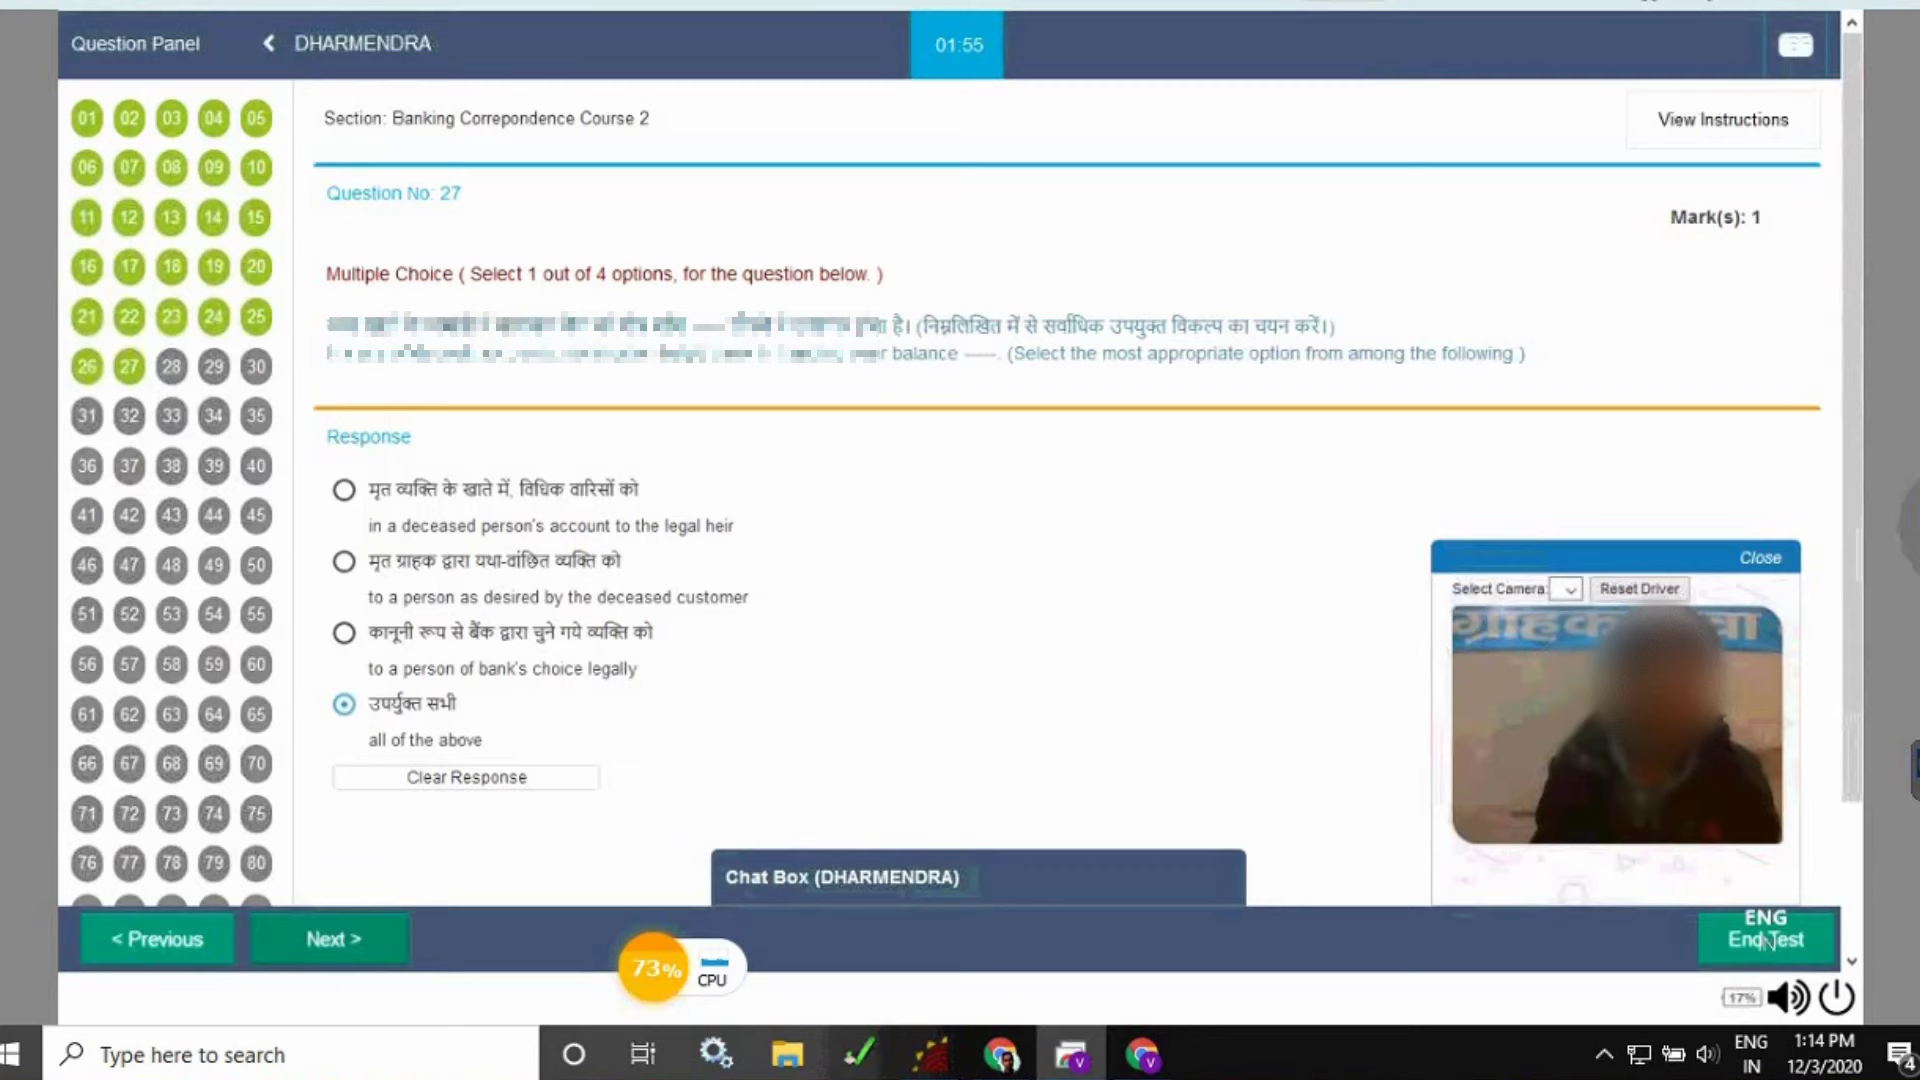 Question Panel
DHARMENDRA
01:55
01 02 03 04 05
06 07 08 09 10
11 12 13 14 15
16 17 18 19 20
21 22 23 24 25
26 27 28 29 30
31 32 33 34 35
36 37 38 39 40
41 42 43 44 45
46 47 48 49 50
51 52 53 54 55
56 57 58 59 60
61 62 63 64 65
66 67 68 69 70
71 72 73 74 75
76 77 78 79 80
Section: Banking Correpondence Course 2
View Instructions
Question No: 27
Mark(s): 1
Multiple Choice ( Select 1 out of 4 options, for the question below. )
है। (निम्नलिखित में से सर्वाधिक उपयुक्त विकल्प का चयन करें।)
balance -----. (Select the most appropriate option from among the following )
Response
मृत व्यक्ति के खाते में, विधिक वारिसों को
in a deceased person's account to the legal heir
मृत ग्राहक द्वारा यथा-वांछित व्यक्ति को
to a person as desired by the deceased customer
कानूनी रूप से बैंक द्वारा चुने गये व्यक्ति को
to a person of bank's choice legally
उपर्युक्त सभी
all of the above
Clear Response
Close
Select Camera:
Reset Driver
ग्राहक
Chat Box (DHARMENDRA)
< Previous
Next >
ENG
End Test
73%
CPU
17%
Type here to search
ENG
IN
1:14 PM
12/3/2020
4